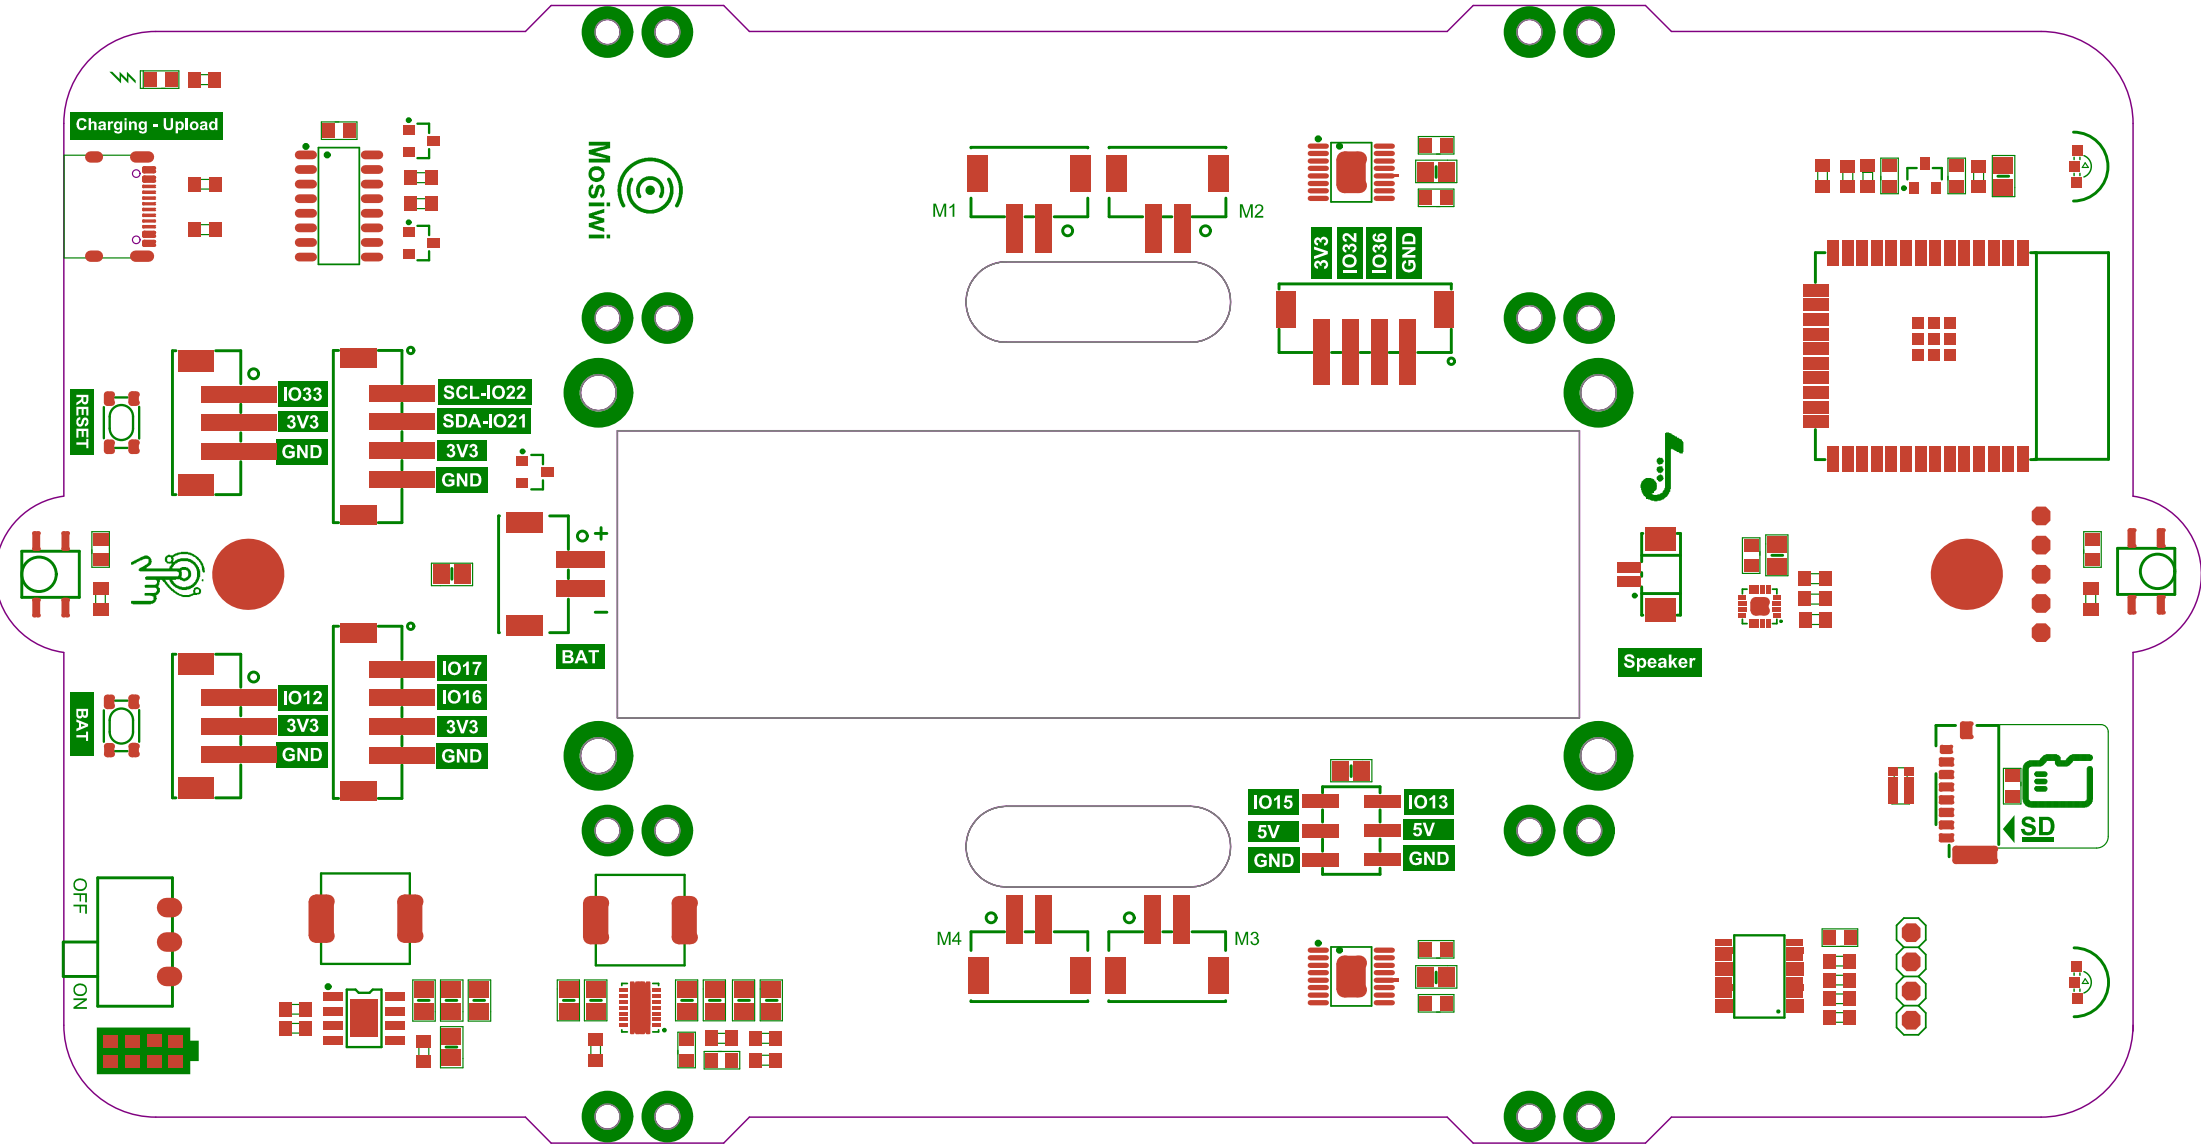 Charging - Upload
Mosiwi
M1
M2
3V3
IO32
IO36
GND
RESET
IO33
3V3
GND
SCL-IO22
SDA-IO21
3V3
GND
+
−
BAT
Speaker
BAT
IO12
3V3
GND
IO17
IO16
3V3
GND
IO15
5V
GND
IO13
5V
GND
SD
OFF
ON
M4
M3